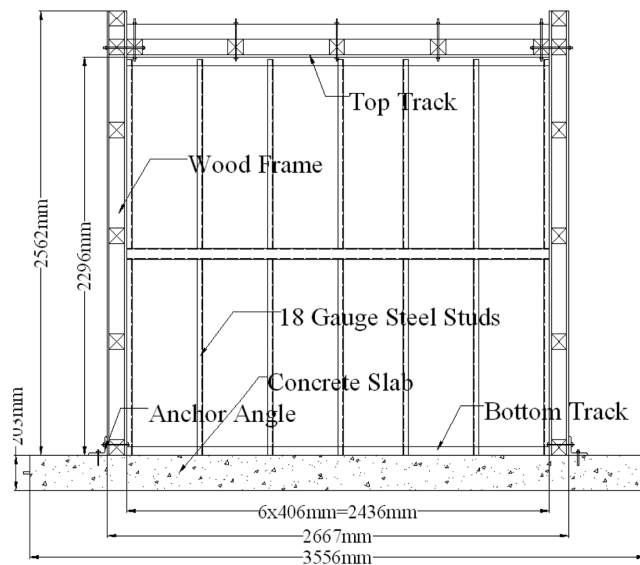 Top Track
Wood Frame
2562mm
2296mm
18 Gauge Steel Studs
Concrete Slab
Anchor Angle
Bottom Track
203mm
6x406mm=2436mm
2667mm
3556mm